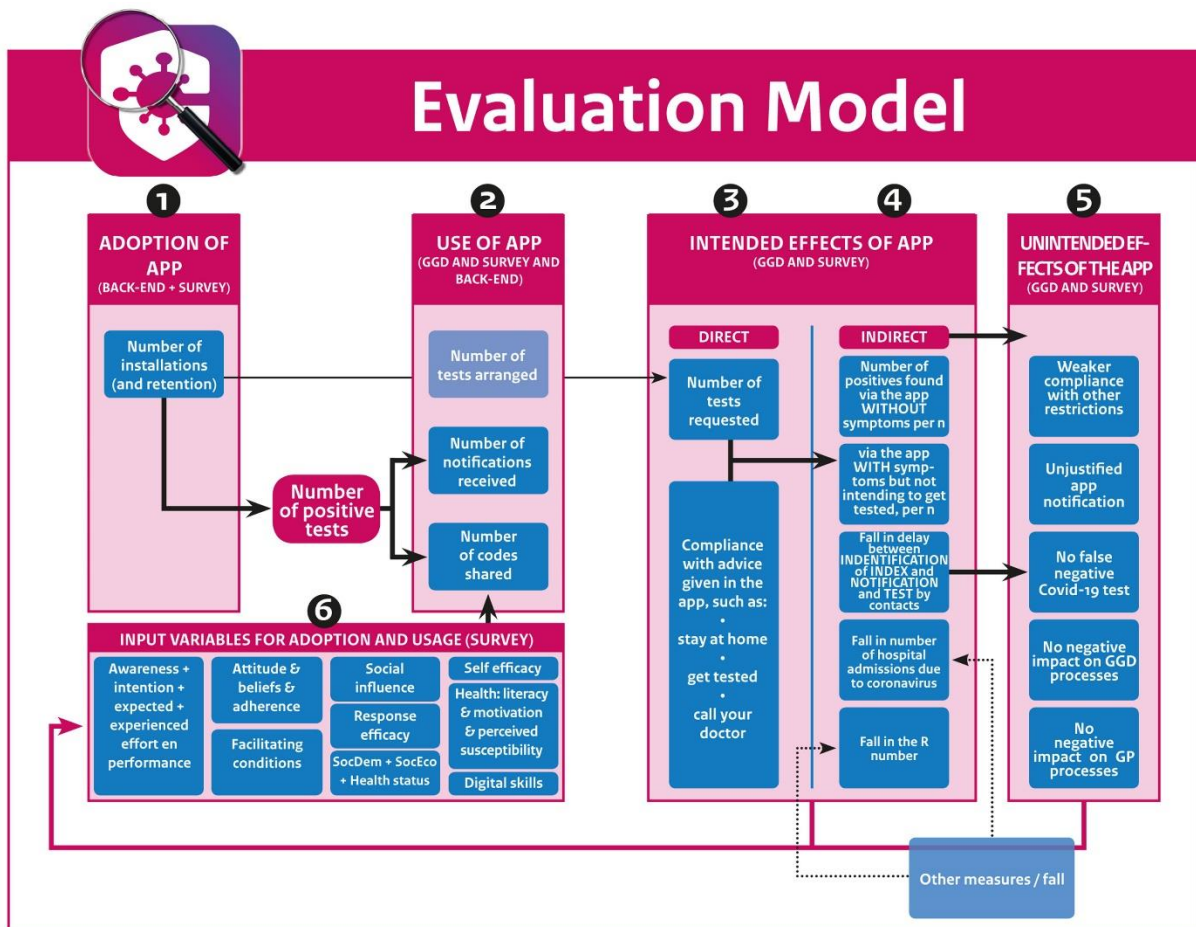 Evaluation Model
1
ADOPTION OF
APP
(BACK-END + SURVEY)
Number of
installations
(and retention)
Number
of positive
tests
2
USE OF APP
(GGD AND SURVEY AND
BACK-END)
Number of
tests arranged
Number of
notifications
received
Number of
codes
shared
3
4
INTENDED EFFECTS OF APP
(GGD AND SURVEY)
DIRECT
Number of
tests
requested
Compliance
with advice
given in the
app, such as:
•
stay at home
•
get tested
•
call your
doctor
INDIRECT
Number of
positives found
via the app
WITHOUT
symptoms per n
via the app
WITH symp-
toms but not
intending to get
tested, per n
Fall in delay
between
INDENTIFICATION
of INDEX and
NOTIFICATION
and TEST by
contacts
Fall in number
of hospital
admissions due
to coronavirus
Fall in the R
number
5
UNINTENDED EF-
FECTS OF THE APP
(GGD AND SURVEY)
Weaker
compliance
with other
restrictions
Unjustified
app
notification
No false
negative
Covid-19 test
No negative
impact on GGD
processes
No
negative
impact on GP
processes
6
INPUT VARIABLES FOR ADOPTION AND USAGE (SURVEY)
Awareness +
intention +
expected +
experienced
effort en
performance
Attitude &
beliefs &
adherence
Facilitating
conditions
Social
influence
Response
efficacy
SocDem + SocEco
+ Health status
Self efficacy
Health: literacy
& motivation
& perceived
susceptibility
Digital skills
Other measures / fall